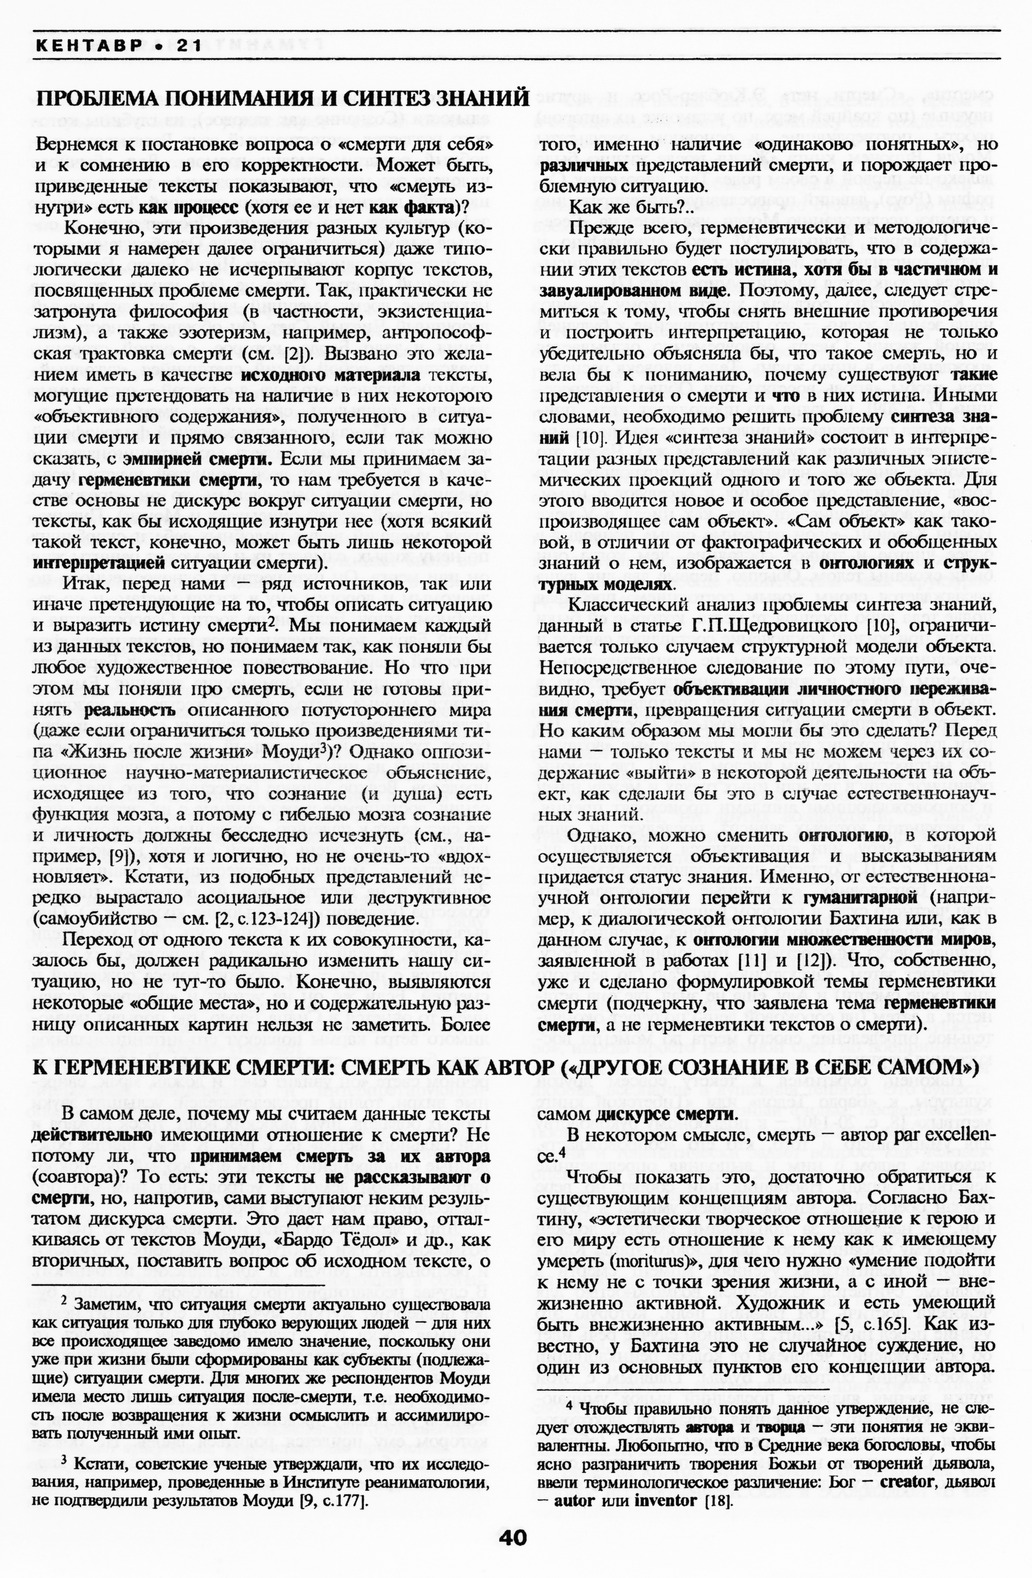 КЕНТАВР • 21
ПРОБЛЕМА ПОНИМАНИЯ И СИНТЕЗ ЗНАНИЙ
Вернемся к постановке вопроса о «смерти для себя»
и к сомнению в его корректности. Может быть,
приведенные тексты показывают, что «смерть из-
нутри» есть как процесс (хотя ее и нет как факта)?
Конечно, эти произведения разных культур (ко-
торыми я намерен далее ограничиться) даже типо-
логически далеко не исчерпывают корпус текстов,
посвященных проблеме смерти. Так, практически не
затронута философия (в частности, экзистенциа-
лизм), а также эзотеризм, например, антропософ-
ская трактовка смерти (см. [2]). Вызвано это жела-
нием иметь в качестве исходного материала тексты,
могущие претендовать на наличие в них некоторого
«объективного содержания», полученного в ситуа-
ции смерти и прямо связанного, если так можно
сказать, с эмпирией смерти. Если мы принимаем за-
дачу герменевтики смерти, то нам требуется в каче-
стве основы не дискурс вокруг ситуации смерти, но
тексты, как бы исходящие изнутри нее (хотя всякий
такой текст, конечно, может быть лишь некоторой
интерпретацией ситуации смерти).
Итак, перед нами — ряд источников, так или
иначе претендующие на то, чтобы описать ситуацию
и выразить истину смерти². Мы понимаем каждый
из данных текстов, но понимаем так, как поняли бы
любое художественное повествование. Но что при
этом мы поняли про смерть, если не готовы при-
нять реальность описанного потустороннего мира
(даже если ограничиться только произведениями ти-
па «Жизнь после жизни» Моуди³)? Однако оппози-
ционное научно-материалистическое объяснение,
исходящее из того, что сознание (и душа) есть
функция мозга, а потому с гибелью мозга сознание
и личность должны бесследно исчезнуть (см., на-
пример, [9]), хотя и логично, но не очень-то «вдох-
новляет». Кстати, из подобных представлений не-
редко вырастало асоциальное или деструктивное
(самоубийство — см. [2, с.123-124]) поведение.
Переход от одного текста к их совокупности, ка-
залось бы, должен радикально изменить нашу си-
туацию, но не тут-то было. Конечно, выявляются
некоторые «общие места», но и содержательную раз-
ницу описанных картин нельзя не заметить. Более
того, именно наличие «одинаково понятных», но
различных представлений смерти, и порождает про-
блемную ситуацию.
Как же быть?..
Прежде всего, герменевтически и методологиче-
ски правильно будет постулировать, что в содержа-
нии этих текстов есть истина, хотя бы в частичном и
завуалированном виде. Поэтому, далее, следует стре-
миться к тому, чтобы снять внешние противоречия
и построить интерпретацию, которая не только
убедительно объясняла бы, что такое смерть, но и
вела бы к пониманию, почему существуют такие
представления о смерти и что в них истина. Иными
словами, необходимо решить проблему синтеза зна-
ний [10]. Идея «синтеза знаний» состоит в интерпре-
тации разных представлений как различных эписте-
мических проекций одного и того же объекта. Для
этого вводится новое и особое представление, «вос-
производящее сам объект». «Сам объект» как тако-
вой, в отличии от фактографических и обобщенных
знаний о нем, изображается в онтологиях и струк-
турных моделях.
Классический анализ проблемы синтеза знаний,
данный в статье Г.П.Щедровицкого [10], ограничи-
вается только случаем структурной модели объекта.
Непосредственное следование по этому пути, оче-
видно, требует объективации личностного пережива-
ния смерти, превращения ситуации смерти в объект.
Но каким образом мы могли бы это сделать? Перед
нами — только тексты и мы не можем через их со-
держание «выйти» в некоторой деятельности на объ-
ект, как сделали бы это в случае естественнонауч-
ных знаний.
Однако, можно сменить онтологию, в которой
осуществляется объективация и высказываниям
придается статус знания. Именно, от естественнона-
учной онтологии перейти к гуманитарной (напри-
мер, к диалогической онтологии Бахтина или, как в
данном случае, к онтологии множественности миров,
заявленной в работах [11] и [12]). Что, собственно,
уже и сделано формулировкой темы герменевтики
смерти (подчеркну, что заявлена тема герменевтики
смерти, а не герменевтики текстов о смерти).
К ГЕРМЕНЕВТИКЕ СМЕРТИ: СМЕРТЬ КАК АВТОР («ДРУГОЕ СОЗНАНИЕ В СЕБЕ САМОМ»)
В самом деле, почему мы считаем данные тексты
действительно имеющими отношение к смерти? Не
потому ли, что принимаем смерть за их автора
(соавтора)? То есть: эти тексты не рассказывают о
смерти, но, напротив, сами выступают неким резуль-
татом дискурса смерти. Это дает нам право, оттал-
киваясь от текстов Моуди, «Бардо Тёдол» и др., как
вторичных, поставить вопрос об исходном тексте, о
² Заметим, что ситуация смерти актуально существовала
как ситуация только для глубоко верующих людей — для них
все происходящее заведомо имело значение, поскольку они
уже при жизни были сформированы как субъекты (подлежа-
щие) ситуации смерти. Для многих же респондентов Моуди
имела место лишь ситуация после-смерти, т.е. необходимо-
сть после возвращения к жизни осмыслить и ассимилиро-
вать полученный ими опыт.
³ Кстати, советские ученые утверждали, что их исследо-
вания, например, проведенные в Институте реаниматологии,
не подтвердили результатов Моуди [9, с.177].
самом дискурсе смерти.
В некотором смысле, смерть — автор par excellen-
ce.⁴
Чтобы показать это, достаточно обратиться к
существующим концепциям автора. Согласно Бах-
тину, «эстетически творческое отношение к герою и
его миру есть отношение к нему как к имеющему
умереть (moriturus)», для чего нужно «умение подойти
к нему не с точки зрения жизни, а с иной — вне-
жизненно активной. Художник и есть умеющий
быть внежизненно активным...» [5, с.165]. Как из-
вестно, у Бахтина это не случайное суждение, но
один из основных пунктов его концепции автора.
⁴ Чтобы правильно понять данное утверждение, не сле-
дует отождествлять автора и творца — эти понятия не экви-
валентны. Любопытно, что в Средние века богословы, чтобы
ясно разграничить творения Божьи от творений дьявола,
ввели терминологическое различение: Бог — creator, дьявол
— autor или inventor [18].
40